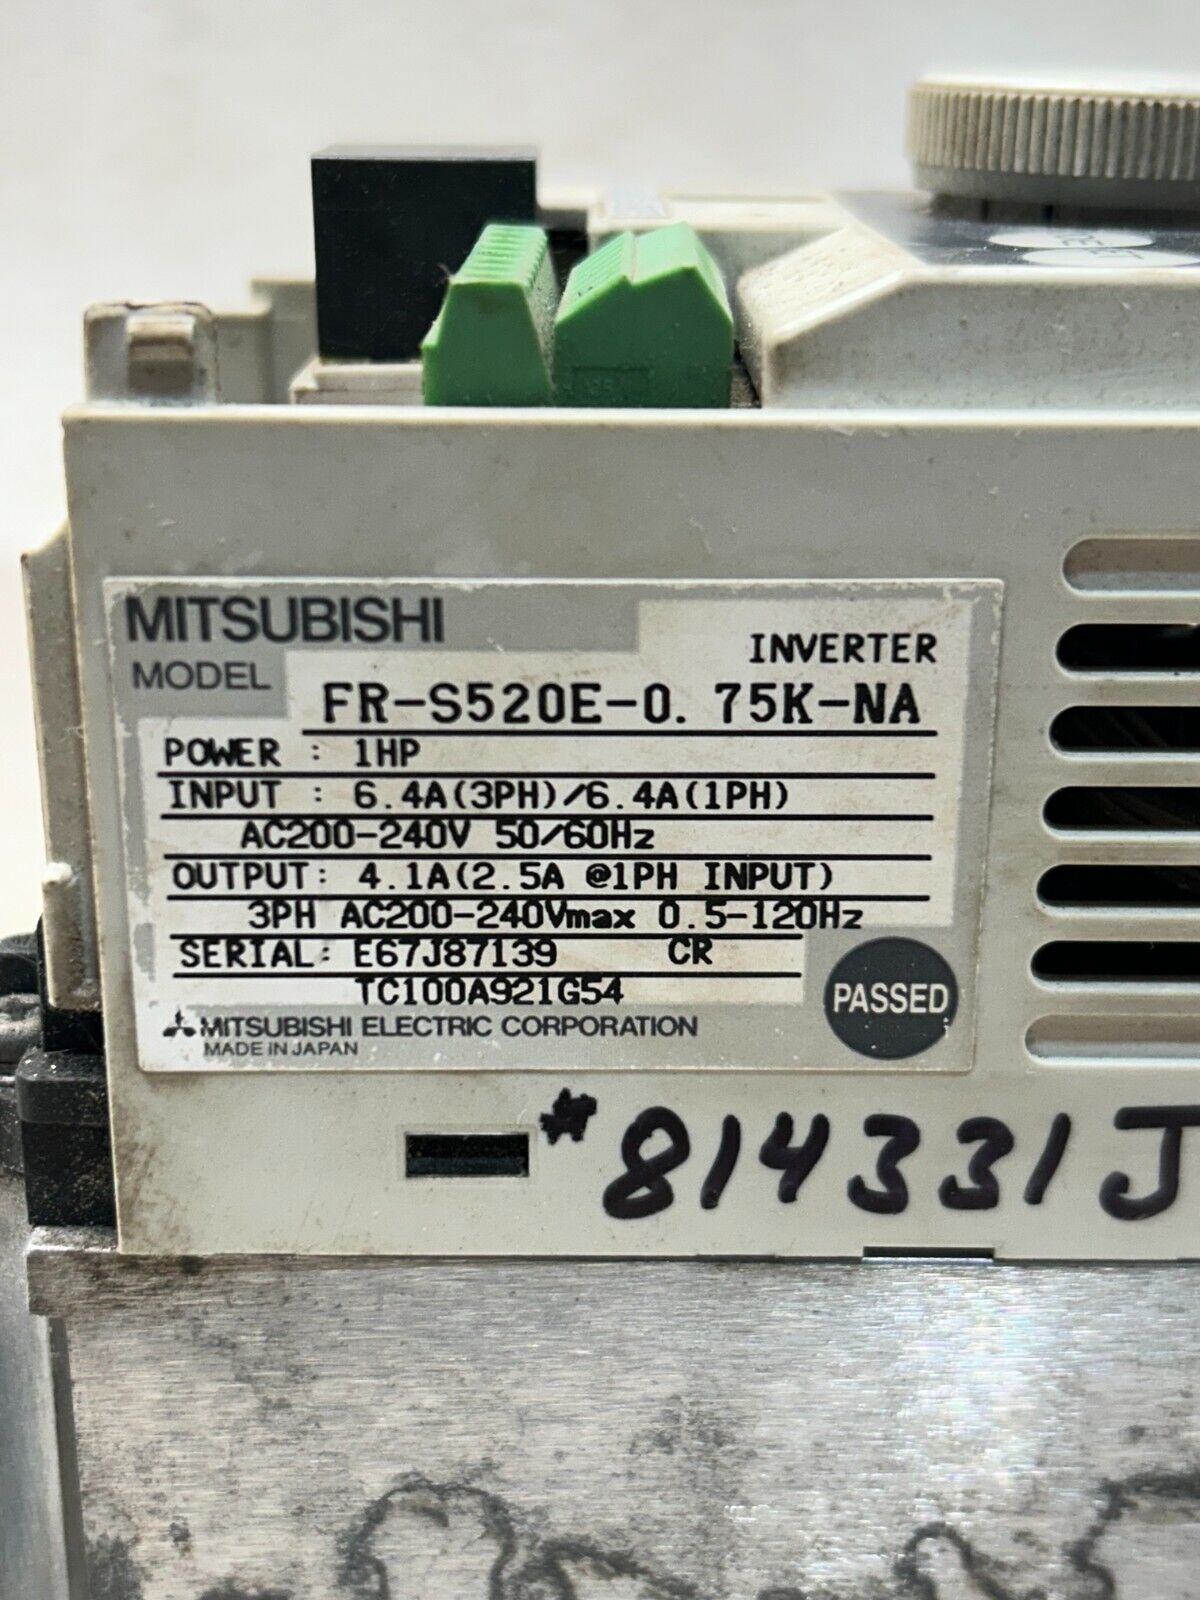 MITSUBISHI
INVERTER
MODEL FR-S520E-0.75K-NA
POWER : 1HP
INPUT : 6.4A(3PH)/6.4A(1PH)
AC200-240V 50/60Hz
OUTPUT: 4.1A(2.5A @1PH INPUT)
3PH AC200-240Vmax 0.5-120Hz
SERIAL: E67J87139 CR
TC100A921G54
PASSED
MITSUBISHI ELECTRIC CORPORATION
MADE IN JAPAN
*814331J